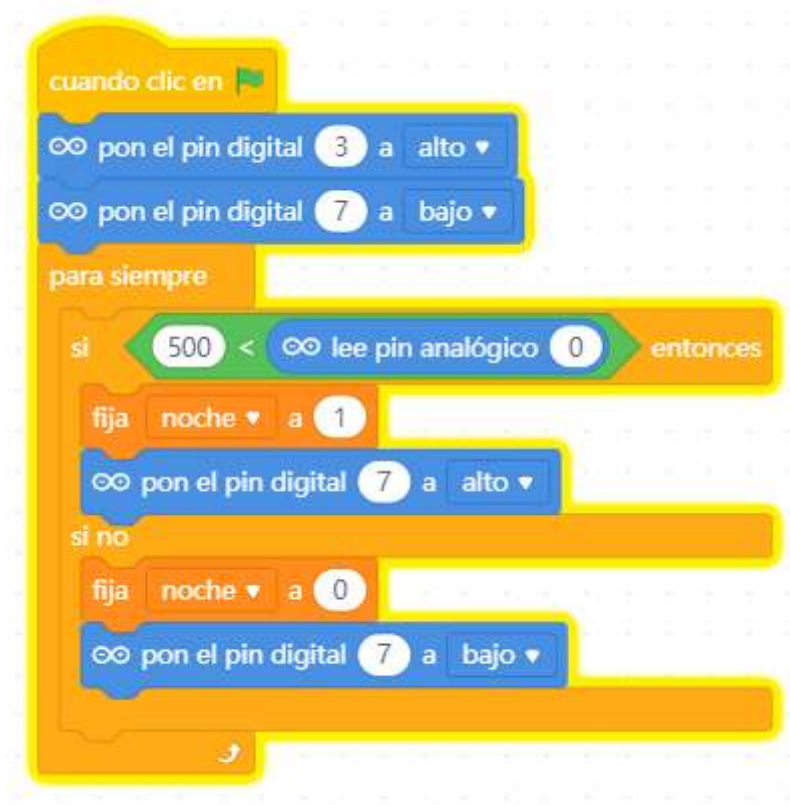 cuando clic en
pon el pin digital 3 a alto
pon el pin digital 7 a bajo
para siempre
si 500 < lee pin analógico 0 entonces
fija noche a 1
pon el pin digital 7 a alto
si no
fija noche a 0
pon el pin digital 7 a bajo